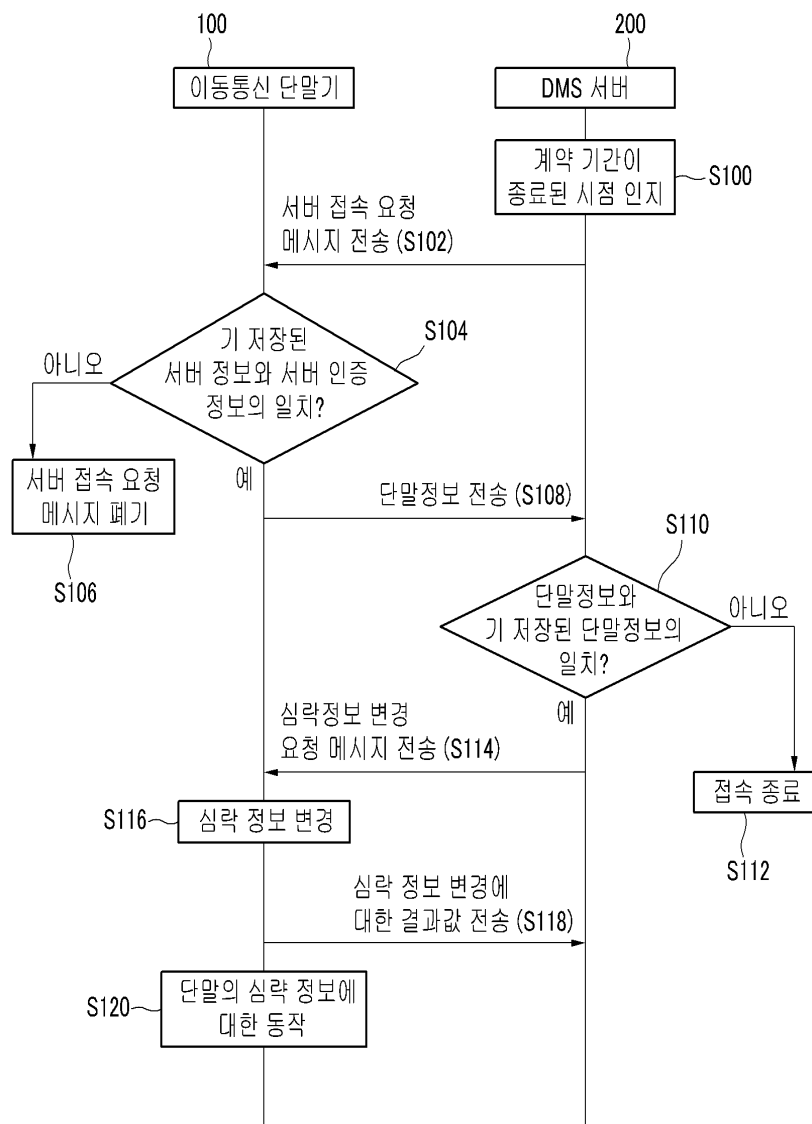 100
200
이동통신 단말기
DMS 서버
계약 기간이
종료된 시점 인지
S100
서버 접속 요청
메시지 전송 (S102)
기 저장된
서버 정보와 서버 인증
정보의 일치?
S104
아니오
예
서버 접속 요청
메시지 폐기
S106
단말정보 전송 (S108)
S110
단말정보와
기 저장된 단말정보의
일치?
아니오
예
심락정보 변경
요청 메시지 전송 (S114)
접속 종료
S112
S116
심락 정보 변경
심락 정보 변경에
대한 결과값 전송 (S118)
S120
단말의 심략 정보에
대한 동작